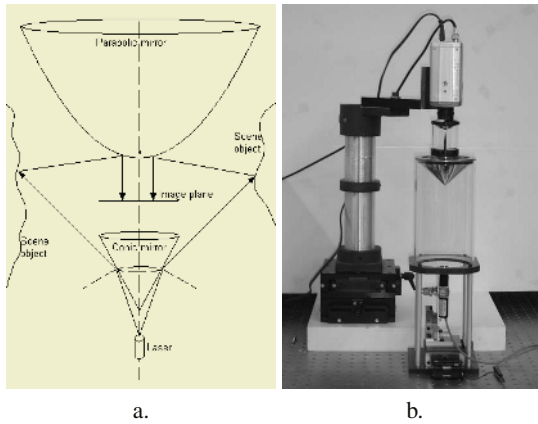 Parabolic mirror
Scene
object
Image plane
Scene
object
Conic mirror
Laser
a.
b.